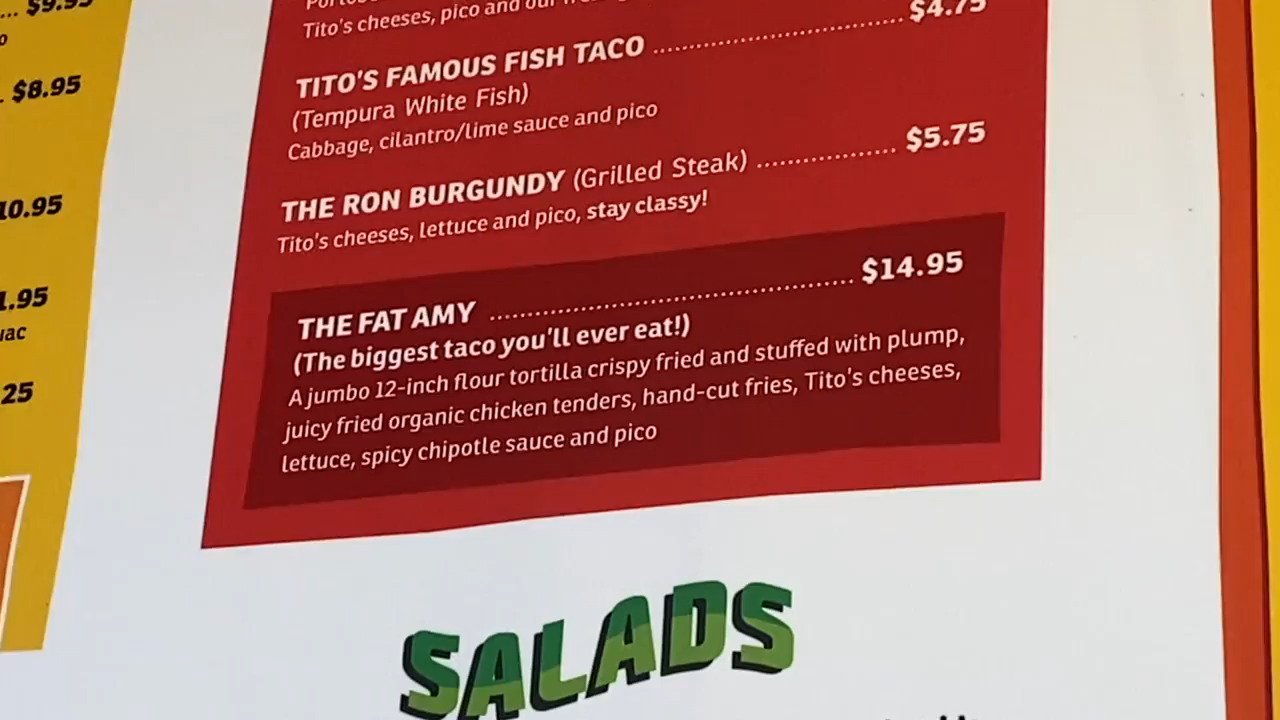 ... $9.95
$8.95
10.95
1.95
25
Tito's cheeses, pico and our
TITO'S FAMOUS FISH TACO ........ $4.75
(Tempura White Fish)
Cabbage, cilantro/lime sauce and pico
THE RON BURGUNDY (Grilled Steak) ........ $5.75
Tito's cheeses, lettuce and pico, stay classy!
THE FAT AMY ........ $14.95
(The biggest taco you'll ever eat!)
A jumbo 12-inch flour tortilla crispy fried and stuffed with plump,
juicy fried organic chicken tenders, hand-cut fries, Tito's cheeses,
lettuce, spicy chipotle sauce and pico
SALADS